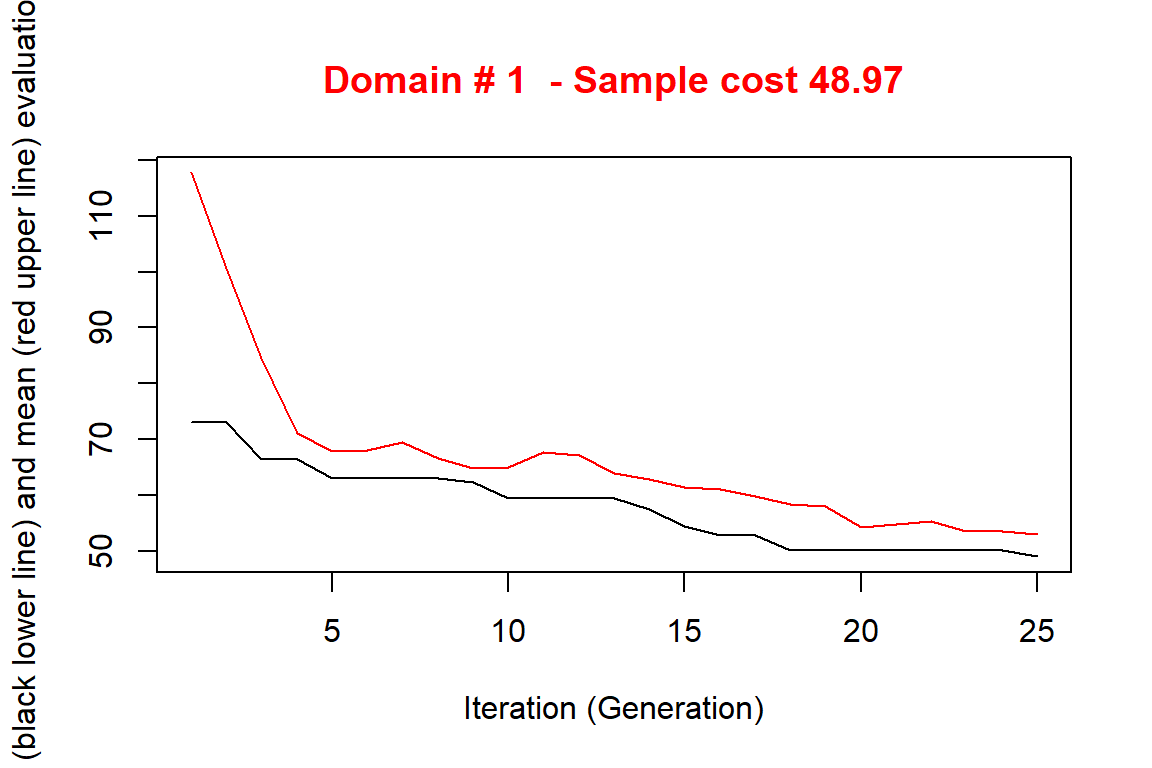 Domain # 1  - Sample cost 48.97
(black lower line) and mean (red upper line) evaluatio
110
90
70
50
5 10 15 20 25
Iteration (Generation)